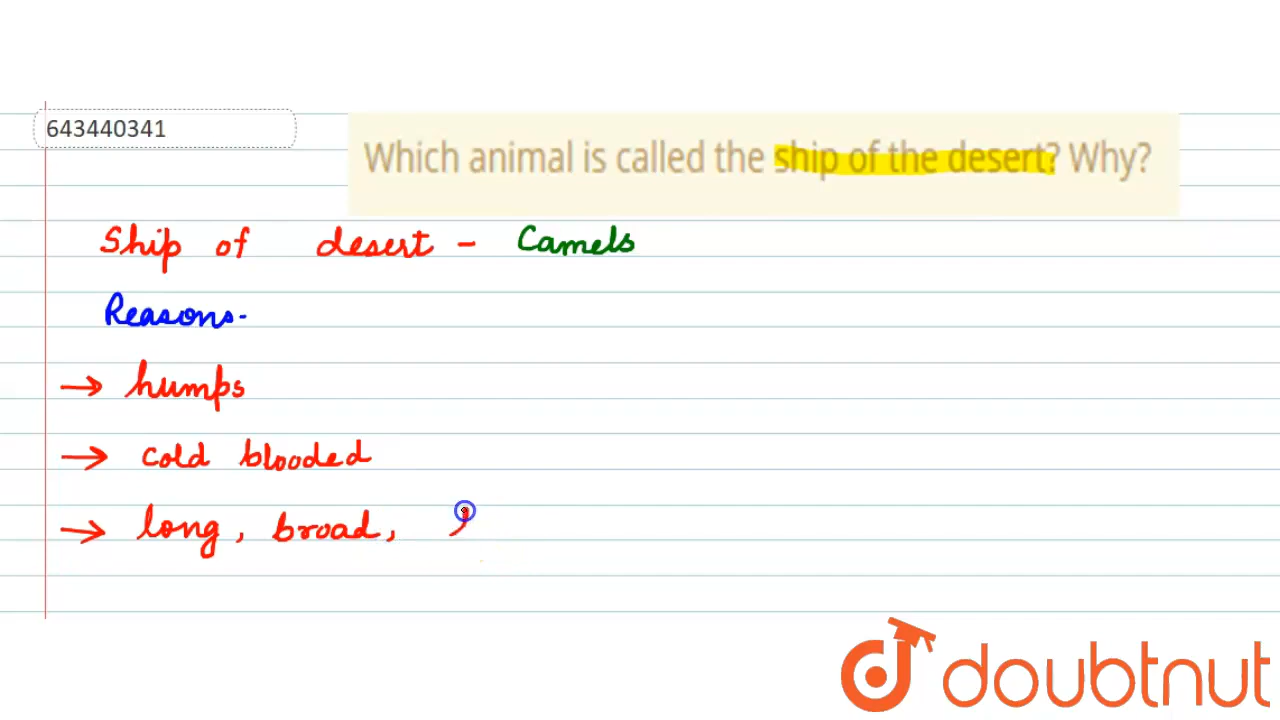 643440341
Which animal is called the ship of the desert? Why?
Ship of desert - Camels
Reasons.
→ humps
→ cold blooded
→ long, broad,
doubtnut